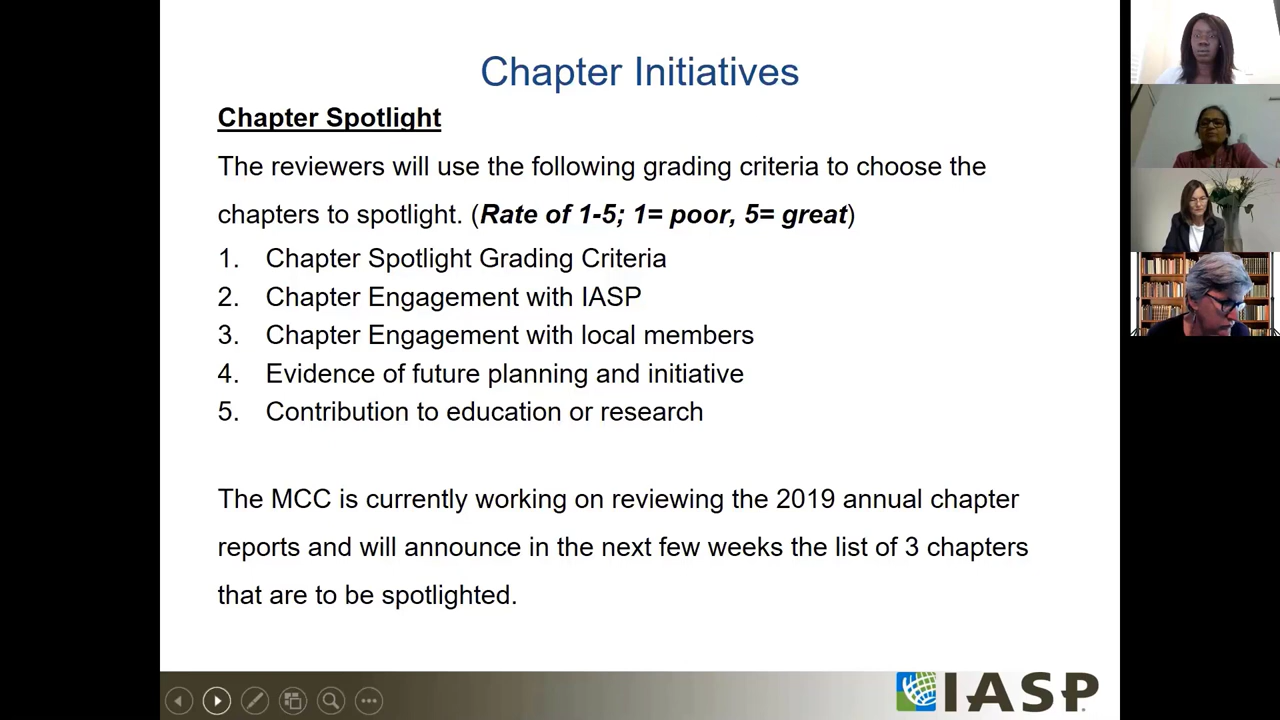 Chapter Initiatives
Chapter Spotlight
The reviewers will use the following grading criteria to choose the
chapters to spotlight. (Rate of 1-5; 1= poor, 5= great)
1. Chapter Spotlight Grading Criteria
2. Chapter Engagement with IASP
3. Chapter Engagement with local members
4. Evidence of future planning and initiative
5. Contribution to education or research
The MCC is currently working on reviewing the 2019 annual chapter
reports and will announce in the next few weeks the list of 3 chapters
that are to be spotlighted.
IASP